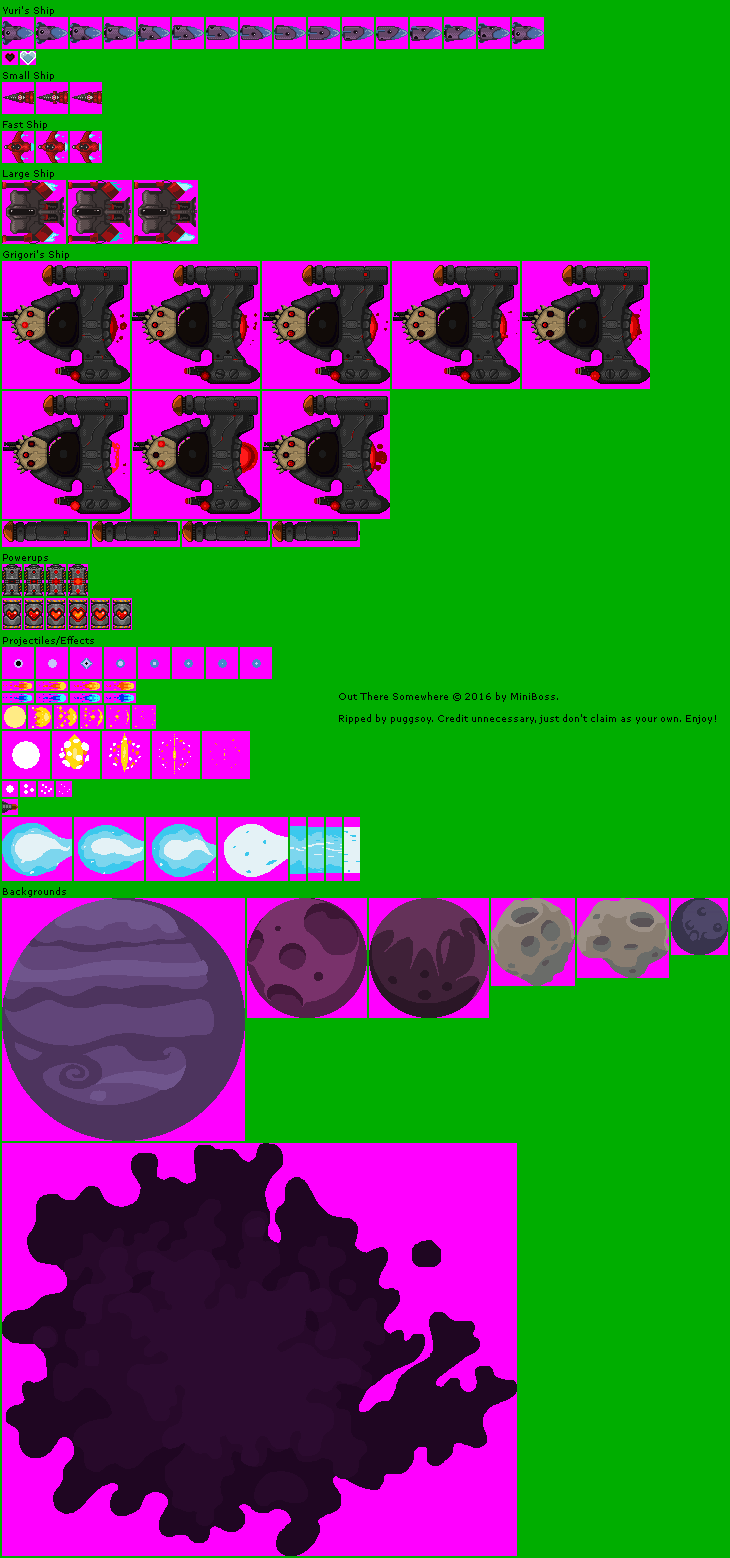 Yuri's Ship
Small Ship
Fast Ship
Large Ship
Grigori's Ship
Powerups
Projectiles/Effects
Out There Somewhere © 2016 by MiniBoss.
Ripped by puggsoy. Credit unnecessary, just don't claim as your own. Enjoy!
Backgrounds